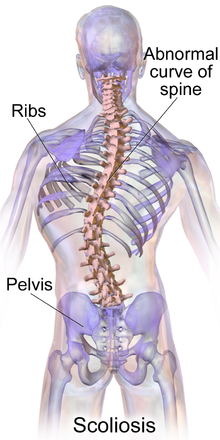 Abnormal
curve of
spine
Ribs
Pelvis
Scoliosis